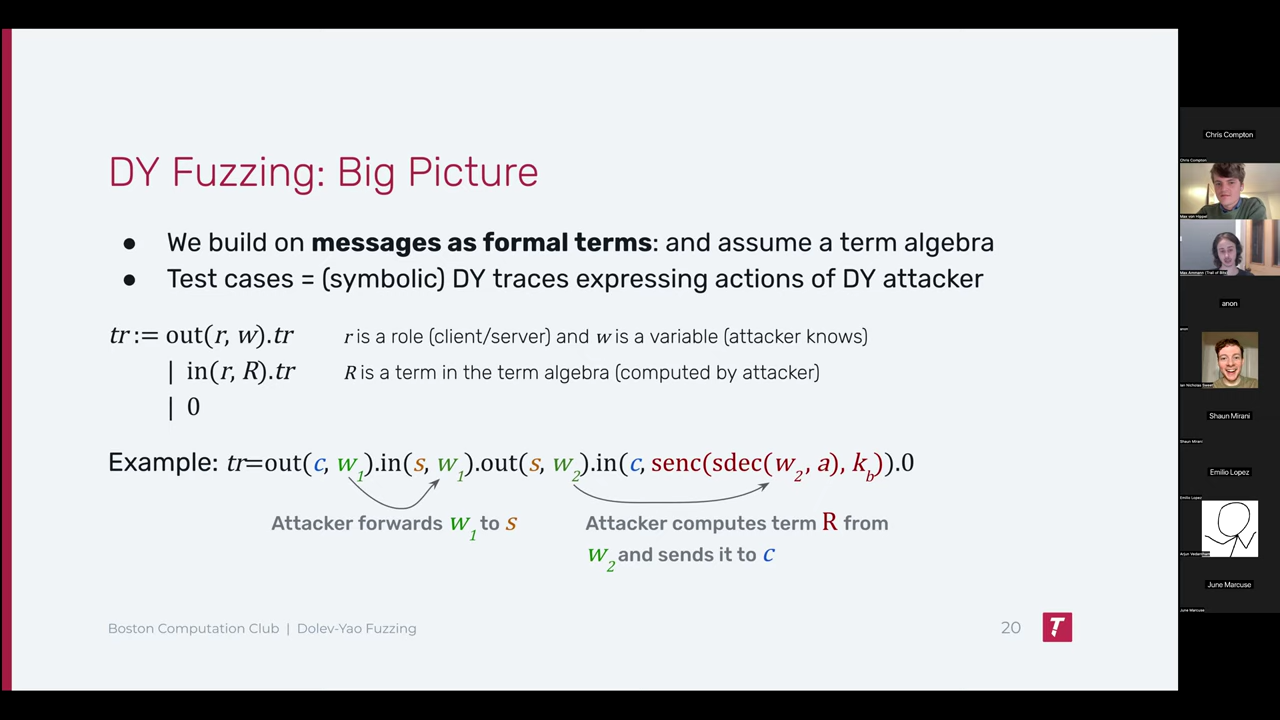 DY Fuzzing: Big Picture
● We build on messages as formal terms: and assume a term algebra
● Test cases = (symbolic) DY traces expressing actions of DY attacker
tr := out(r, w).tr r is a role (client/server) and w is a variable (attacker knows)
| in(r, R).tr R is a term in the term algebra (computed by attacker)
| 0
Example: tr=out(c, w1).in(s, w1).out(s, w2).in(c, senc(sdec(w2, a), kb)).0
Attacker forwards w1 to s
Attacker computes term R from
w2 and sends it to c
Boston Computation Club | Dolev-Yao Fuzzing
20
T
Chris Compton
Chris Compton
Max von Hippel
Max Ammann (Trail of Bits)
anon
anon
Ian Nicholas Sweet
Shaun Mirani
Shaun Mirani
Emilio Lopez
Emilio Lopez
June Marcuse
June Marcuse